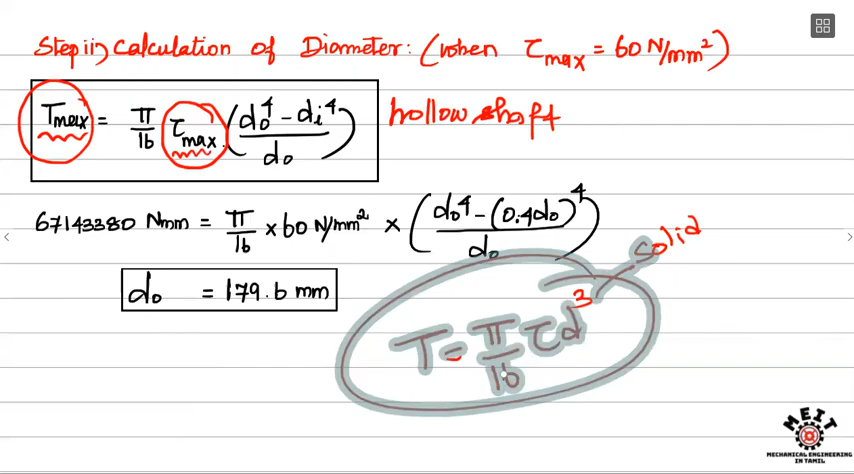 Step ii) Calculation of Diameter: (when τmax = 60 N/mm²)
Tmax = π/16 τmax (do⁴ - di⁴ / do) hollow shaft
67143380 Nmm = π/16 × 60 N/mm² × (do⁴ - (0.4do)⁴ / do)
solid
do = 179.6 mm
T = π/16 τd³
MEIT
MECHANICAL ENGINEERING
IN TAMIL